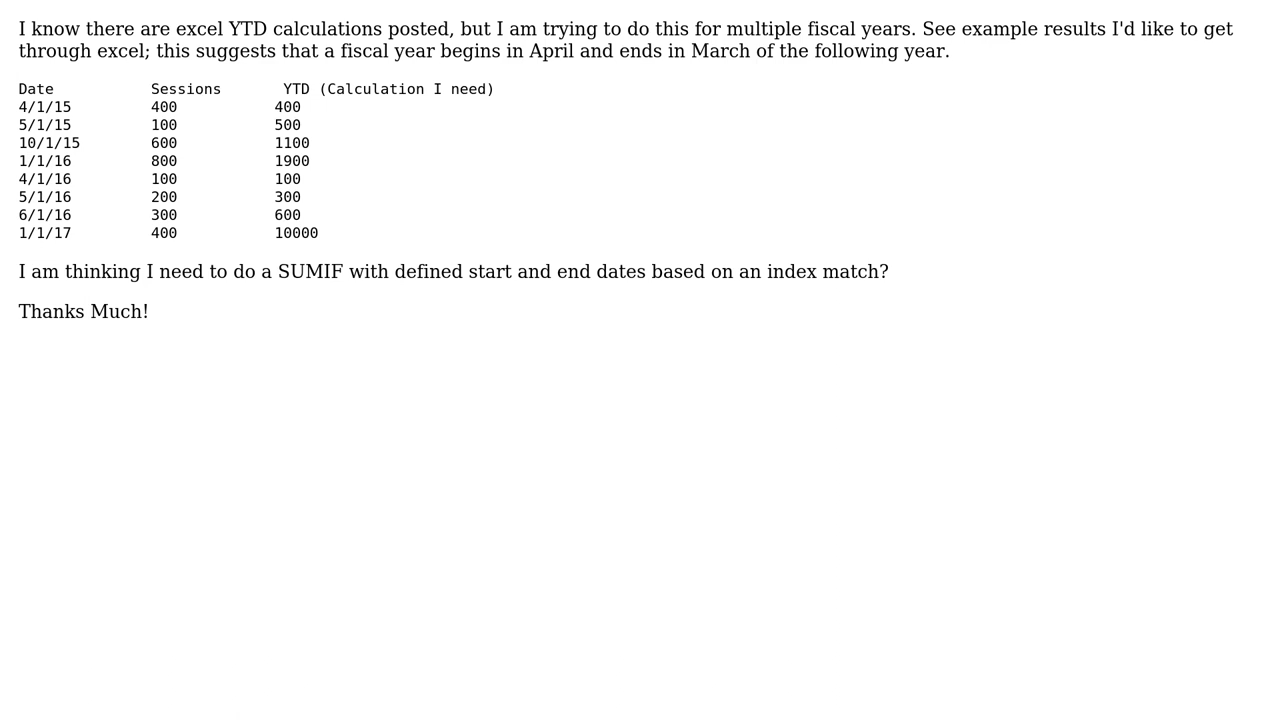 I know there are excel YTD calculations posted, but I am trying to do this for multiple fiscal years. See example results I'd like to get
through excel; this suggests that a fiscal year begins in April and ends in March of the following year.
Date Sessions YTD (Calculation I need)
4/1/15 400 400
5/1/15 100 500
10/1/15 600 1100
1/1/16 800 1900
4/1/16 100 100
5/1/16 200 300
6/1/16 300 600
1/1/17 400 10000
I am thinking I need to do a SUMIF with defined start and end dates based on an index match?
Thanks Much!